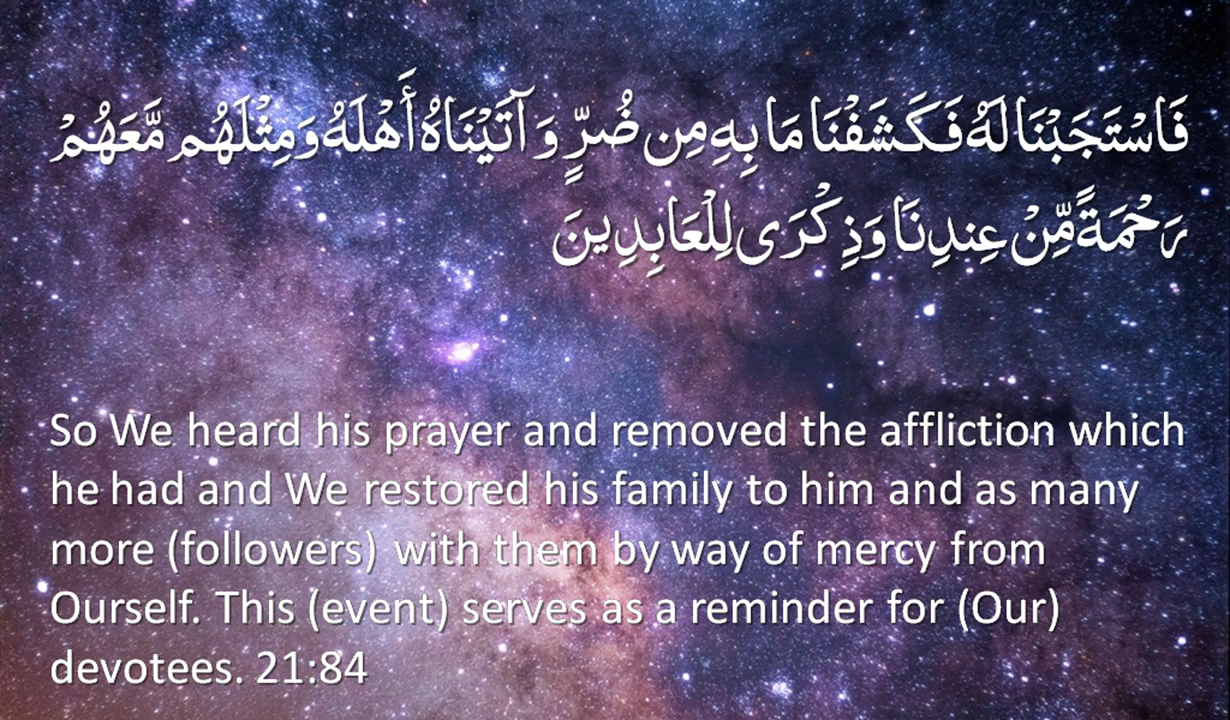 فَاسْتَجَبْنَا لَهُ فَكَشَفْنَا مَا بِهِ مِن ضُرٍّ وَآتَيْنَاهُ أَهْلَهُ وَمِثْلَهُم مَّعَهُمْ
رَحْمَةً مِّنْ عِندِنَا وَذِكْرَى لِلْعَابِدِينَ
So We heard his prayer and removed the affliction which
he had and We restored his family to him and as many
more (followers) with them by way of mercy from
Ourself. This (event) serves as a reminder for (Our)
devotees. 21:84